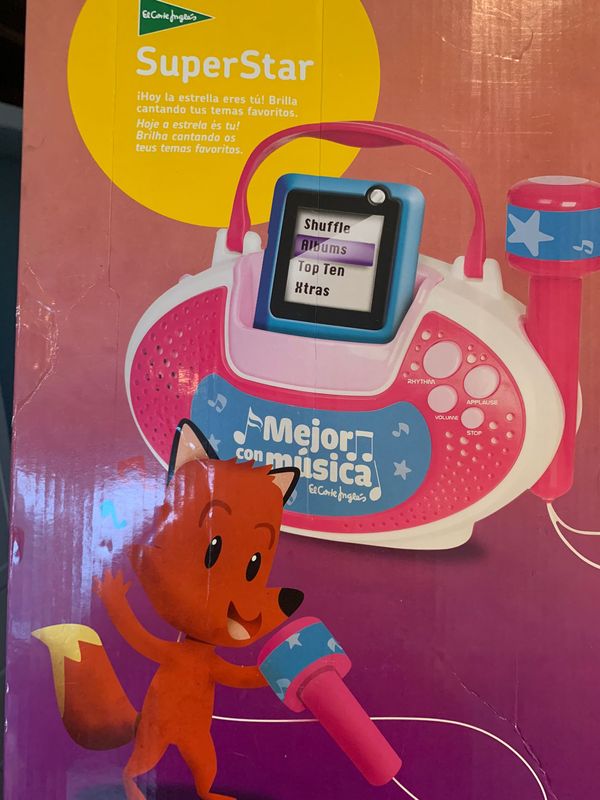 El Corte Inglés
SuperStar
¡Hoy la estrella eres tú! Brilla
cantando tus temas favoritos.
Hoje a estrela és tu!
Brilha cantando os
teus temas favoritos.
Shuffle
Albums
Top Ten
Xtras
RHYTHM
APPLAUSE
VOLUME
STOP
Mejor
con
música
El Corte Inglés